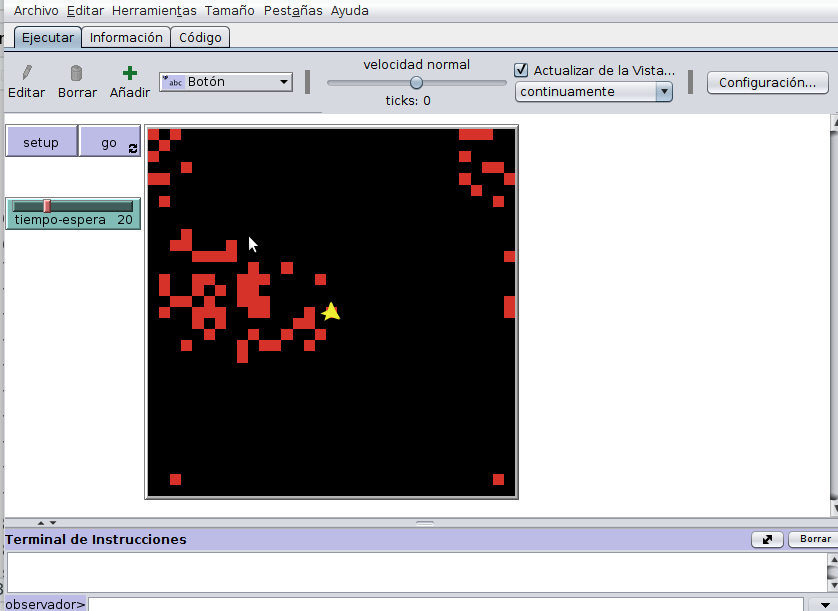 Archivo Editar Herramientas Tamaño Pestañas Ayuda
Ejecutar Información Código
velocidad normal
Editar Borrar Añadir
abc Botón
ticks: 0
Actualizar de la Vista...
continuamente
Configuración...
setup go
tiempo-espera 20
Terminal de Instrucciones
Borrar
observador>